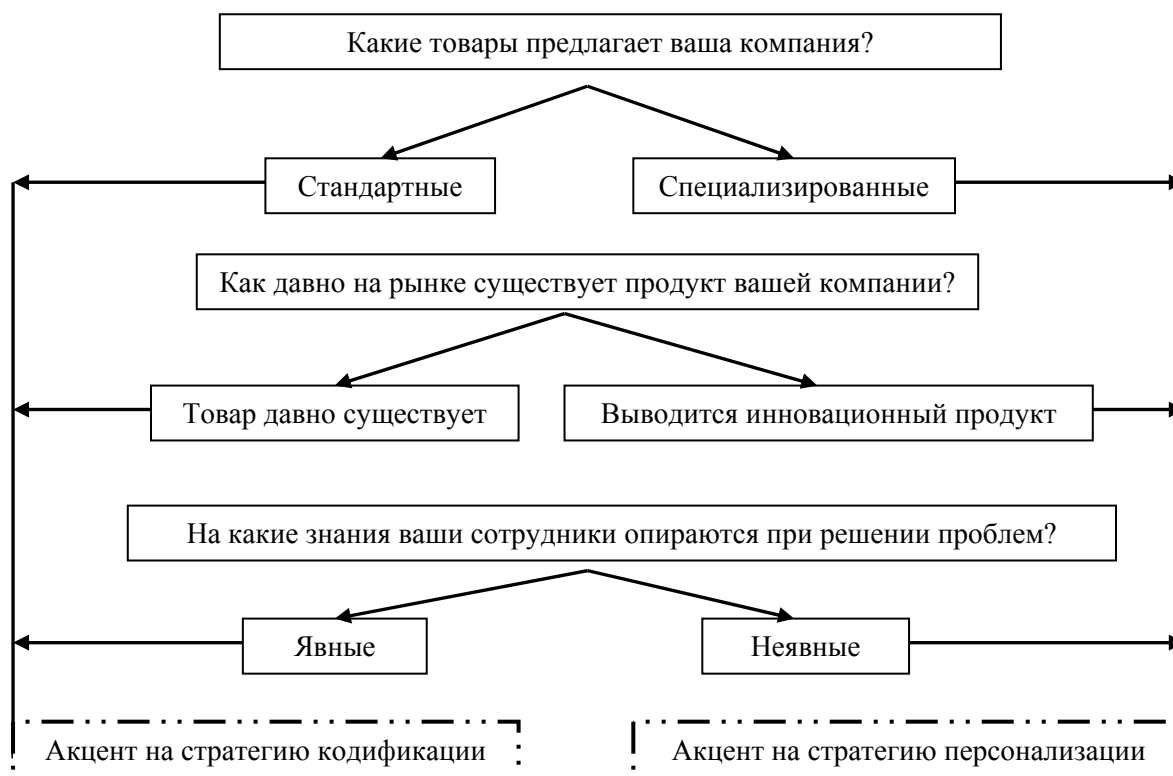 Какие товары предлагает ваша компания?
Стандартные
Специализированные
Как давно на рынке существует продукт вашей компании?
Товар давно существует
Выводится инновационный продукт
На какие знания ваши сотрудники опираются при решении проблем?
Явные
Неявные
Акцент на стратегию кодификации
Акцент на стратегию персонализации